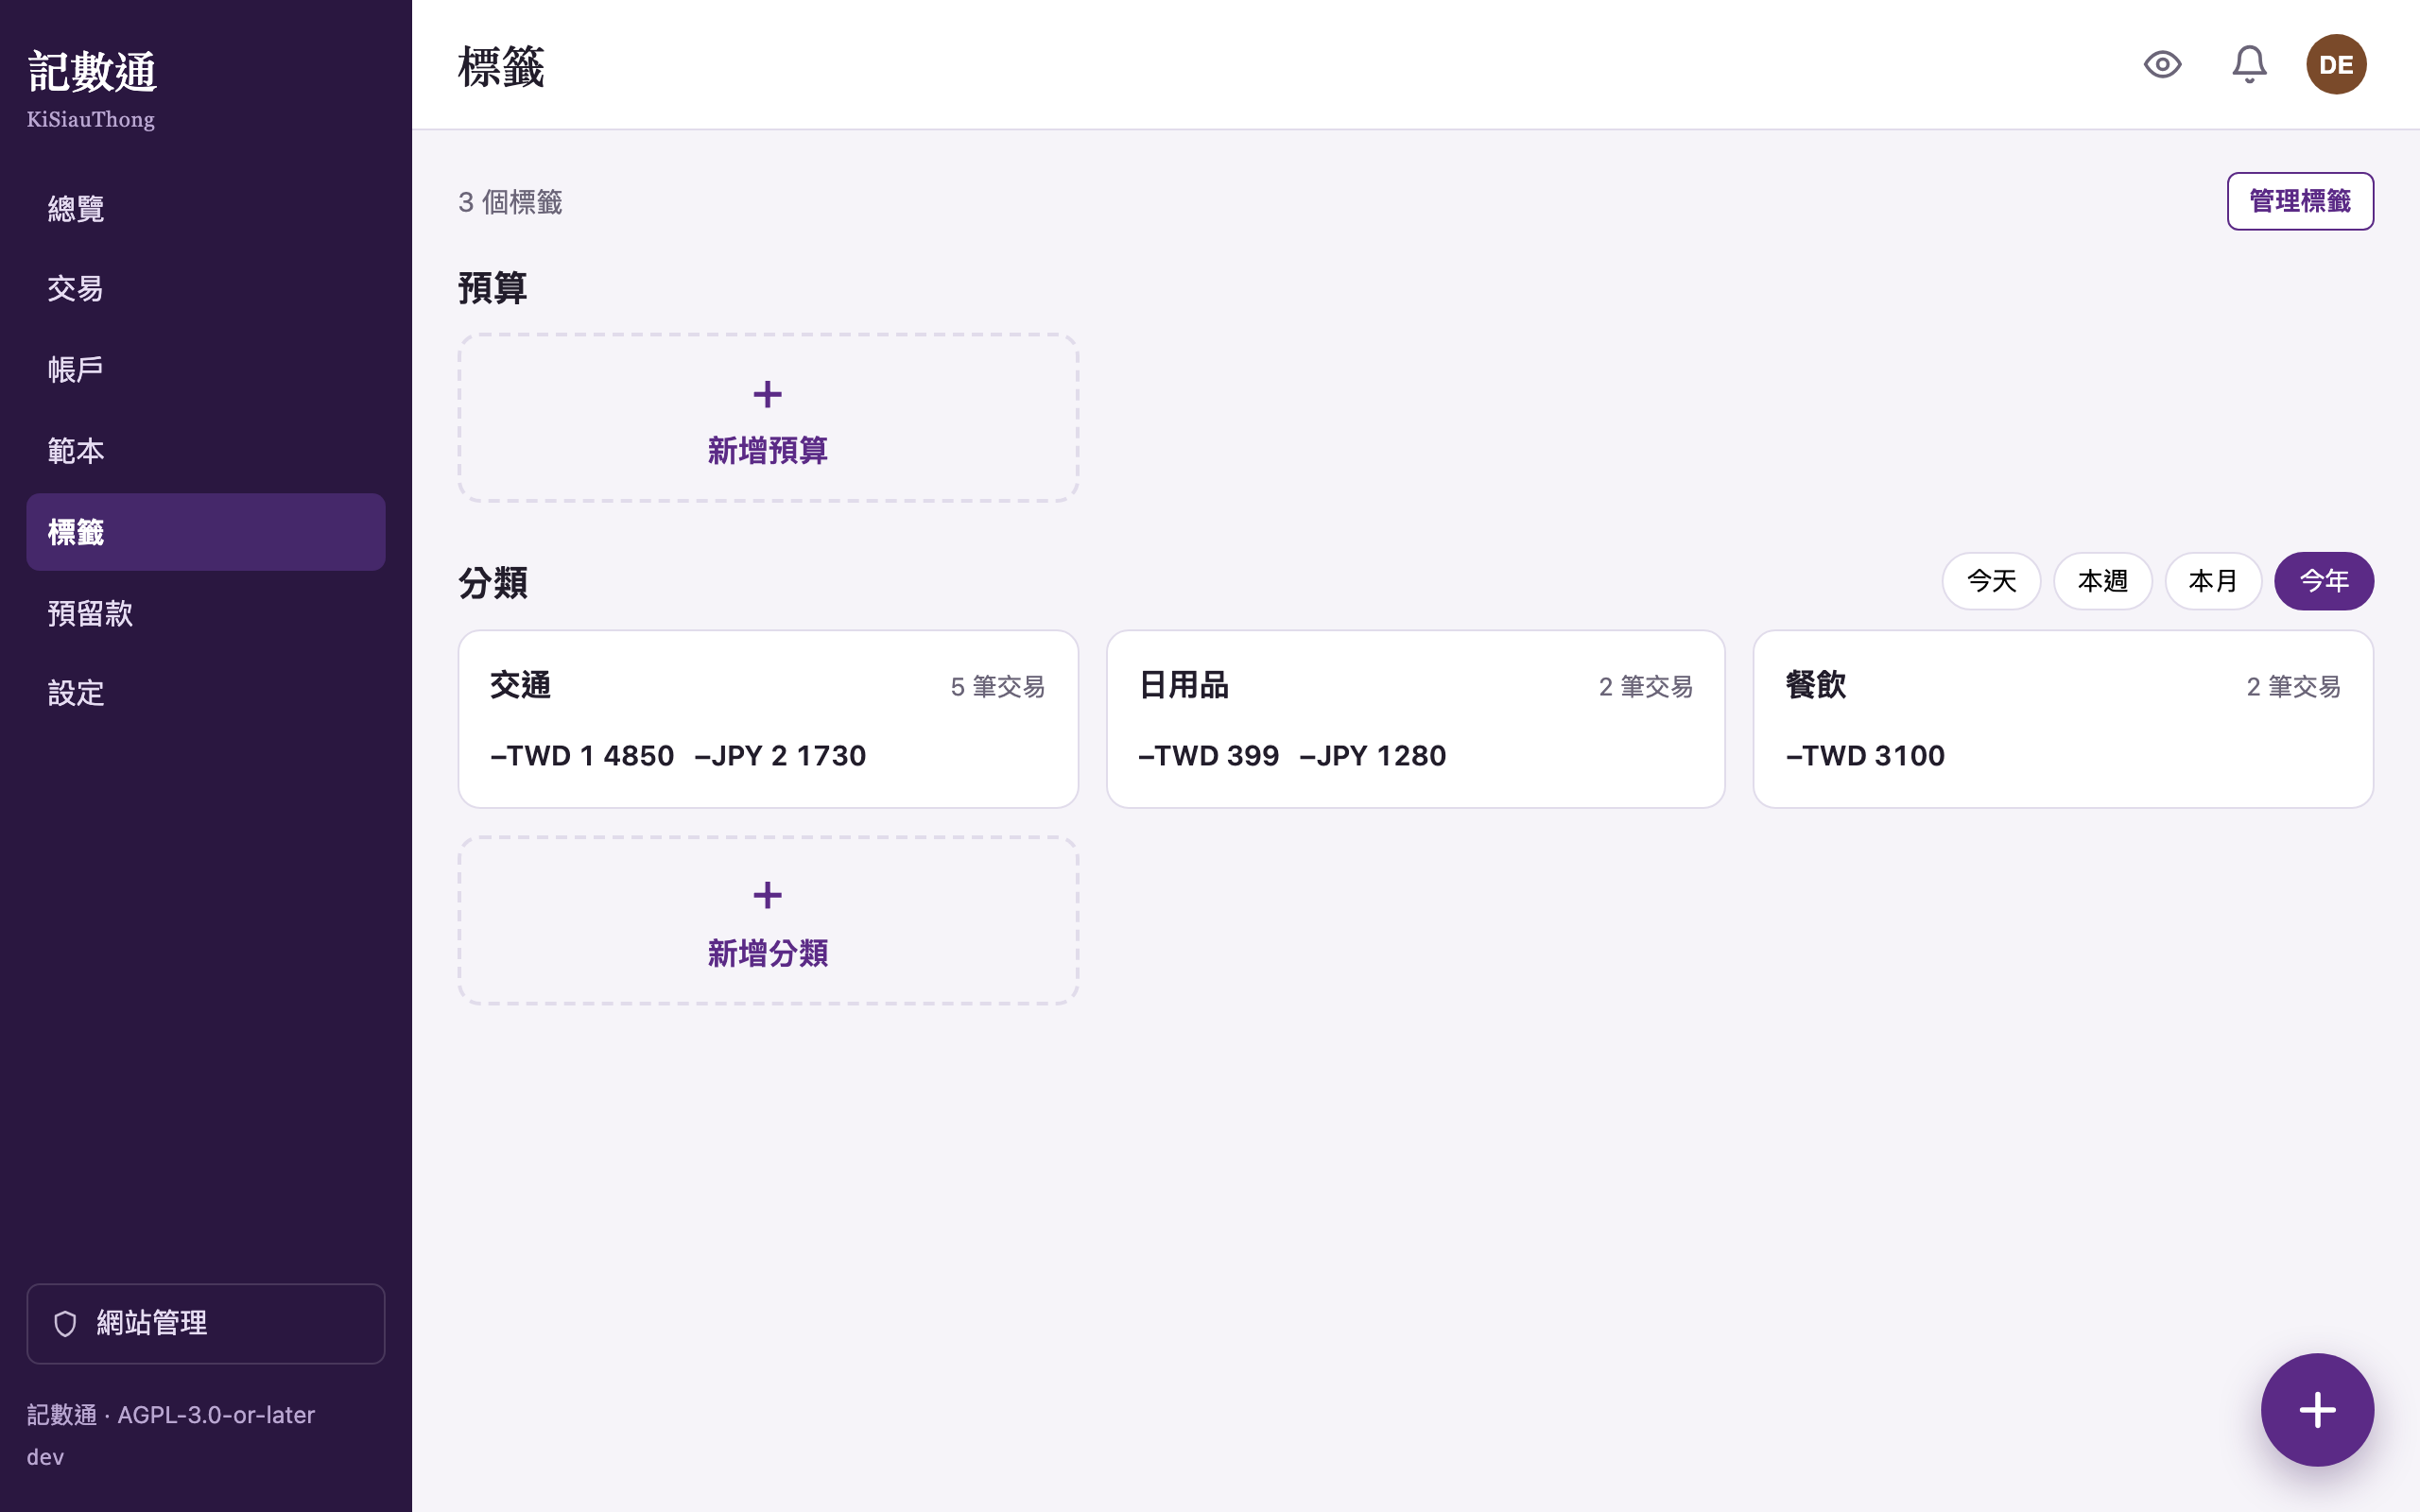 記數通
KiSiauThong
總覽
交易
帳戶
範本
標籤
預留款
設定
網站管理
記數通 · AGPL-3.0-or-later
dev
標籤
DE
3 個標籤
管理標籤
預算
+
新增預算
分類
今天 本週 本月 今年
交通 5 筆交易
–TWD 1 4850 –JPY 2 1730
日用品 2 筆交易
–TWD 399 –JPY 1280
餐飲 2 筆交易
–TWD 3100
+
新增分類
+